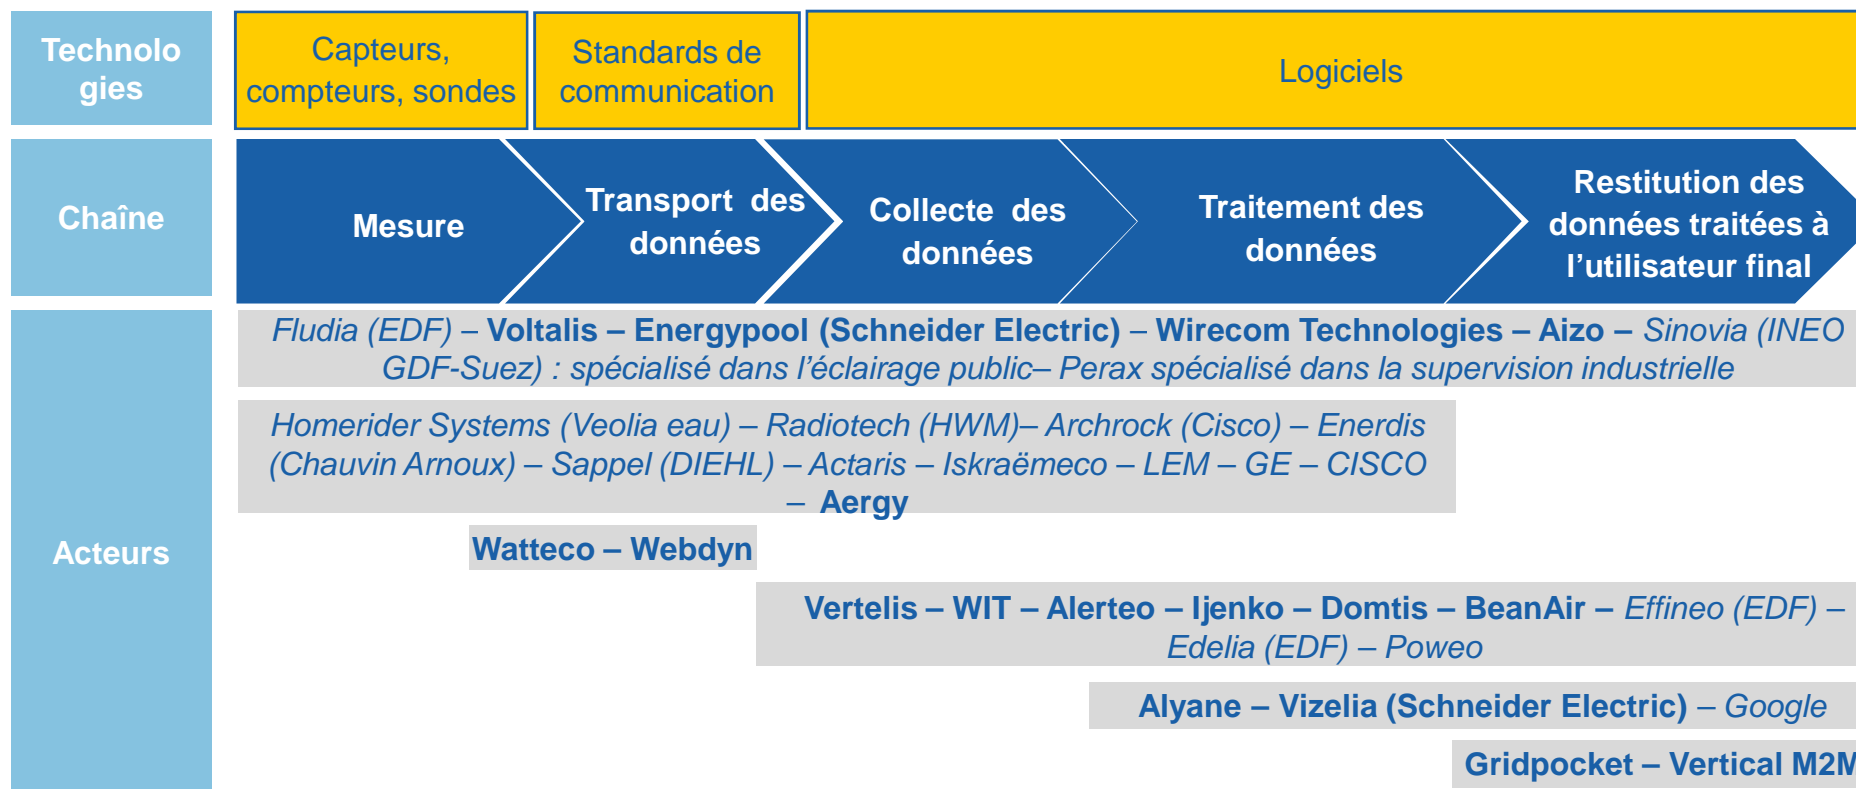 Technolo
gies
Capteurs,
compteurs, sondes
Standards de
communication
Logiciels
Chaîne
Mesure
Transport des
données
Collecte des
données
Traitement des
données
Restitution des
données traitées à
l’utilisateur final
Acteurs
Fludia (EDF) – Voltalis – Energypool (Schneider Electric) – Wirecom Technologies – Aizo – Sinovia (INEO
GDF-Suez) : spécialisé dans l’éclairage public– Perax spécialisé dans la supervision industrielle
Homerider Systems (Veolia eau) – Radiotech (HWM)– Archrock (Cisco) – Enerdis
(Chauvin Arnoux) – Sappel (DIEHL) – Actaris – Iskraëmeco – LEM – GE – CISCO
– Aergy
Watteco – Webdyn
Vertelis – WIT – Alerteo – Ijenko – Domtis – BeanAir – Effineo (EDF) –
Edelia (EDF) – Poweo
Alyane – Vizelia (Schneider Electric) – Google
Gridpocket – Vertical M2M